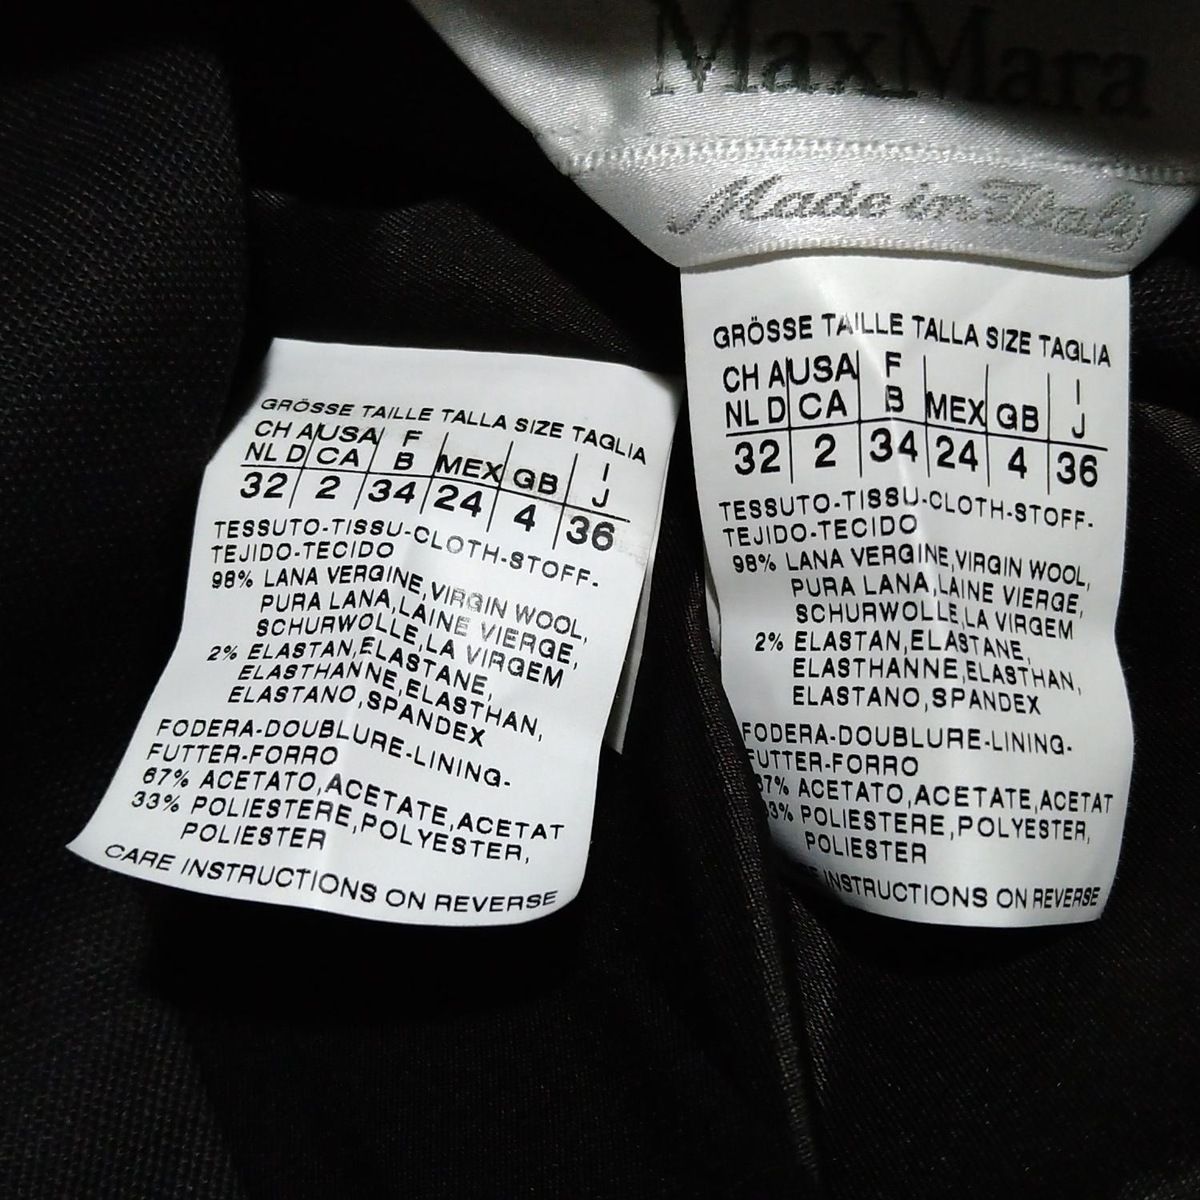 MaxMara
Made in Italy
GRÖSSE TAILLE TALLA SIZE TAGLIA
CH A USA F I
NL D CA B MEX GB J
32 2 34 24 4 36
TESSUTO-TISSU-CLOTH-STOFF-
TEJIDO-TECIDO
98% LANA VERGINE,VIRGIN WOOL,
PURA LANA,LAINE VIERGE,
SCHURWOLLE,LA VIRGEM
2% ELASTAN,ELASTANE,
ELASTHANNE,ELASTHAN,
ELASTANO,SPANDEX
FODERA-DOUBLURE-LINING-
FUTTER-FORRO
67% ACETATO,ACETATE,ACETAT
33% POLIESTERE,POLYESTER,
POLIESTER
CARE INSTRUCTIONS ON REVERSE
GRÖSSE TAILLE TALLA SIZE TAGLIA
CH A USA F I
NL D CA B MEX GB J
32 2 34 24 4 36
TESSUTO-TISSU-CLOTH-STOFF-
TEJIDO-TECIDO
98% LANA VERGINE,VIRGIN WOOL,
PURA LANA,LAINE VIERGE,
SCHURWOLLE,LA VIRGEM
2% ELASTAN,ELASTANE,
ELASTHANNE,ELASTHAN,
ELASTANO,SPANDEX
FODERA-DOUBLURE-LINING-
FUTTER-FORRO
67% ACETATO,ACETATE,ACETAT
33% POLIESTERE,POLYESTER,
POLIESTER
INSTRUCTIONS ON REVERSE